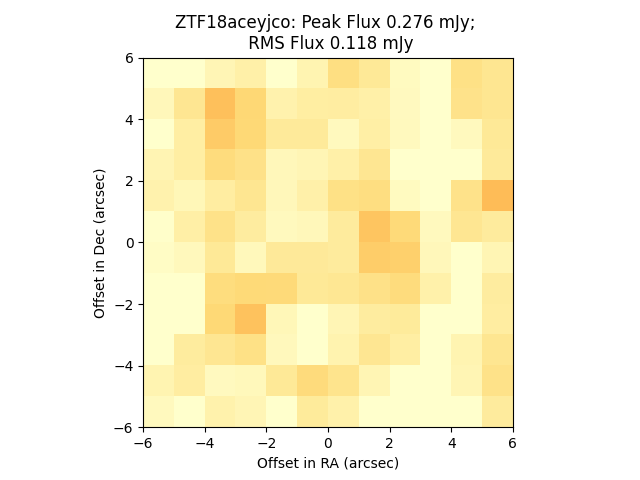 ZTF18aceyjco: Peak Flux 0.276 mJy;
RMS Flux 0.118 mJy
6
4
2
0
−2
−4
−6
Offset in Dec (arcsec)
−6 −4 −2 0 2 4 6
Offset in RA (arcsec)